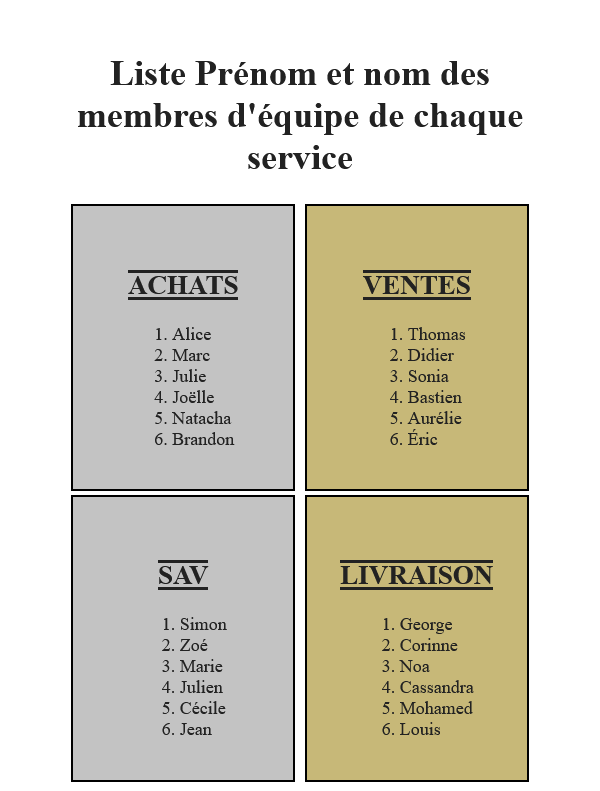 Liste Prénom et nom des
membres d'équipe de chaque
service
ACHATS
1. Alice
2. Marc
3. Julie
4. Joëlle
5. Natacha
6. Brandon
VENTES
1. Thomas
2. Didier
3. Sonia
4. Bastien
5. Aurélie
6. Éric
SAV
1. Simon
2. Zoé
3. Marie
4. Julien
5. Cécile
6. Jean
LIVRAISON
1. George
2. Corinne
3. Noa
4. Cassandra
5. Mohamed
6. Louis